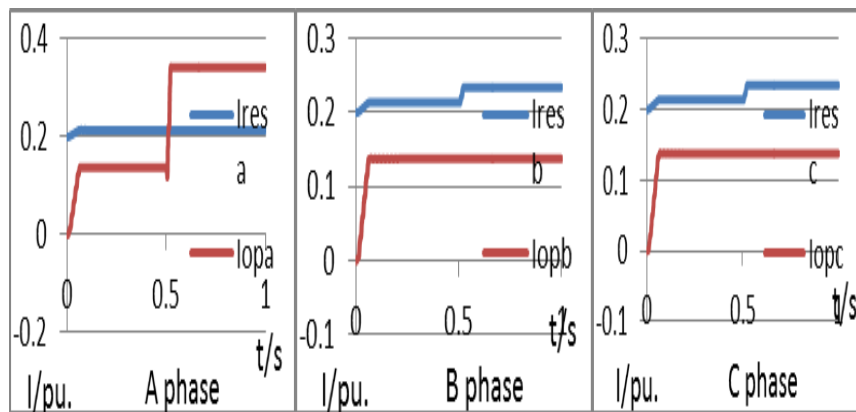 0.4
0.2
0
-0.2
0
0.5
1
t/s
Ires
a
Iopa
I/pu.
A phase
0.3
0.2
0.1
0
-0.1
0
0.5
1
t/s
Ires
b
Iopb
I/pu.
B phase
0.3
0.2
0.1
0
-0.1
0
0.5
1
t/s
Ires
c
Iopc
I/pu.
C phase